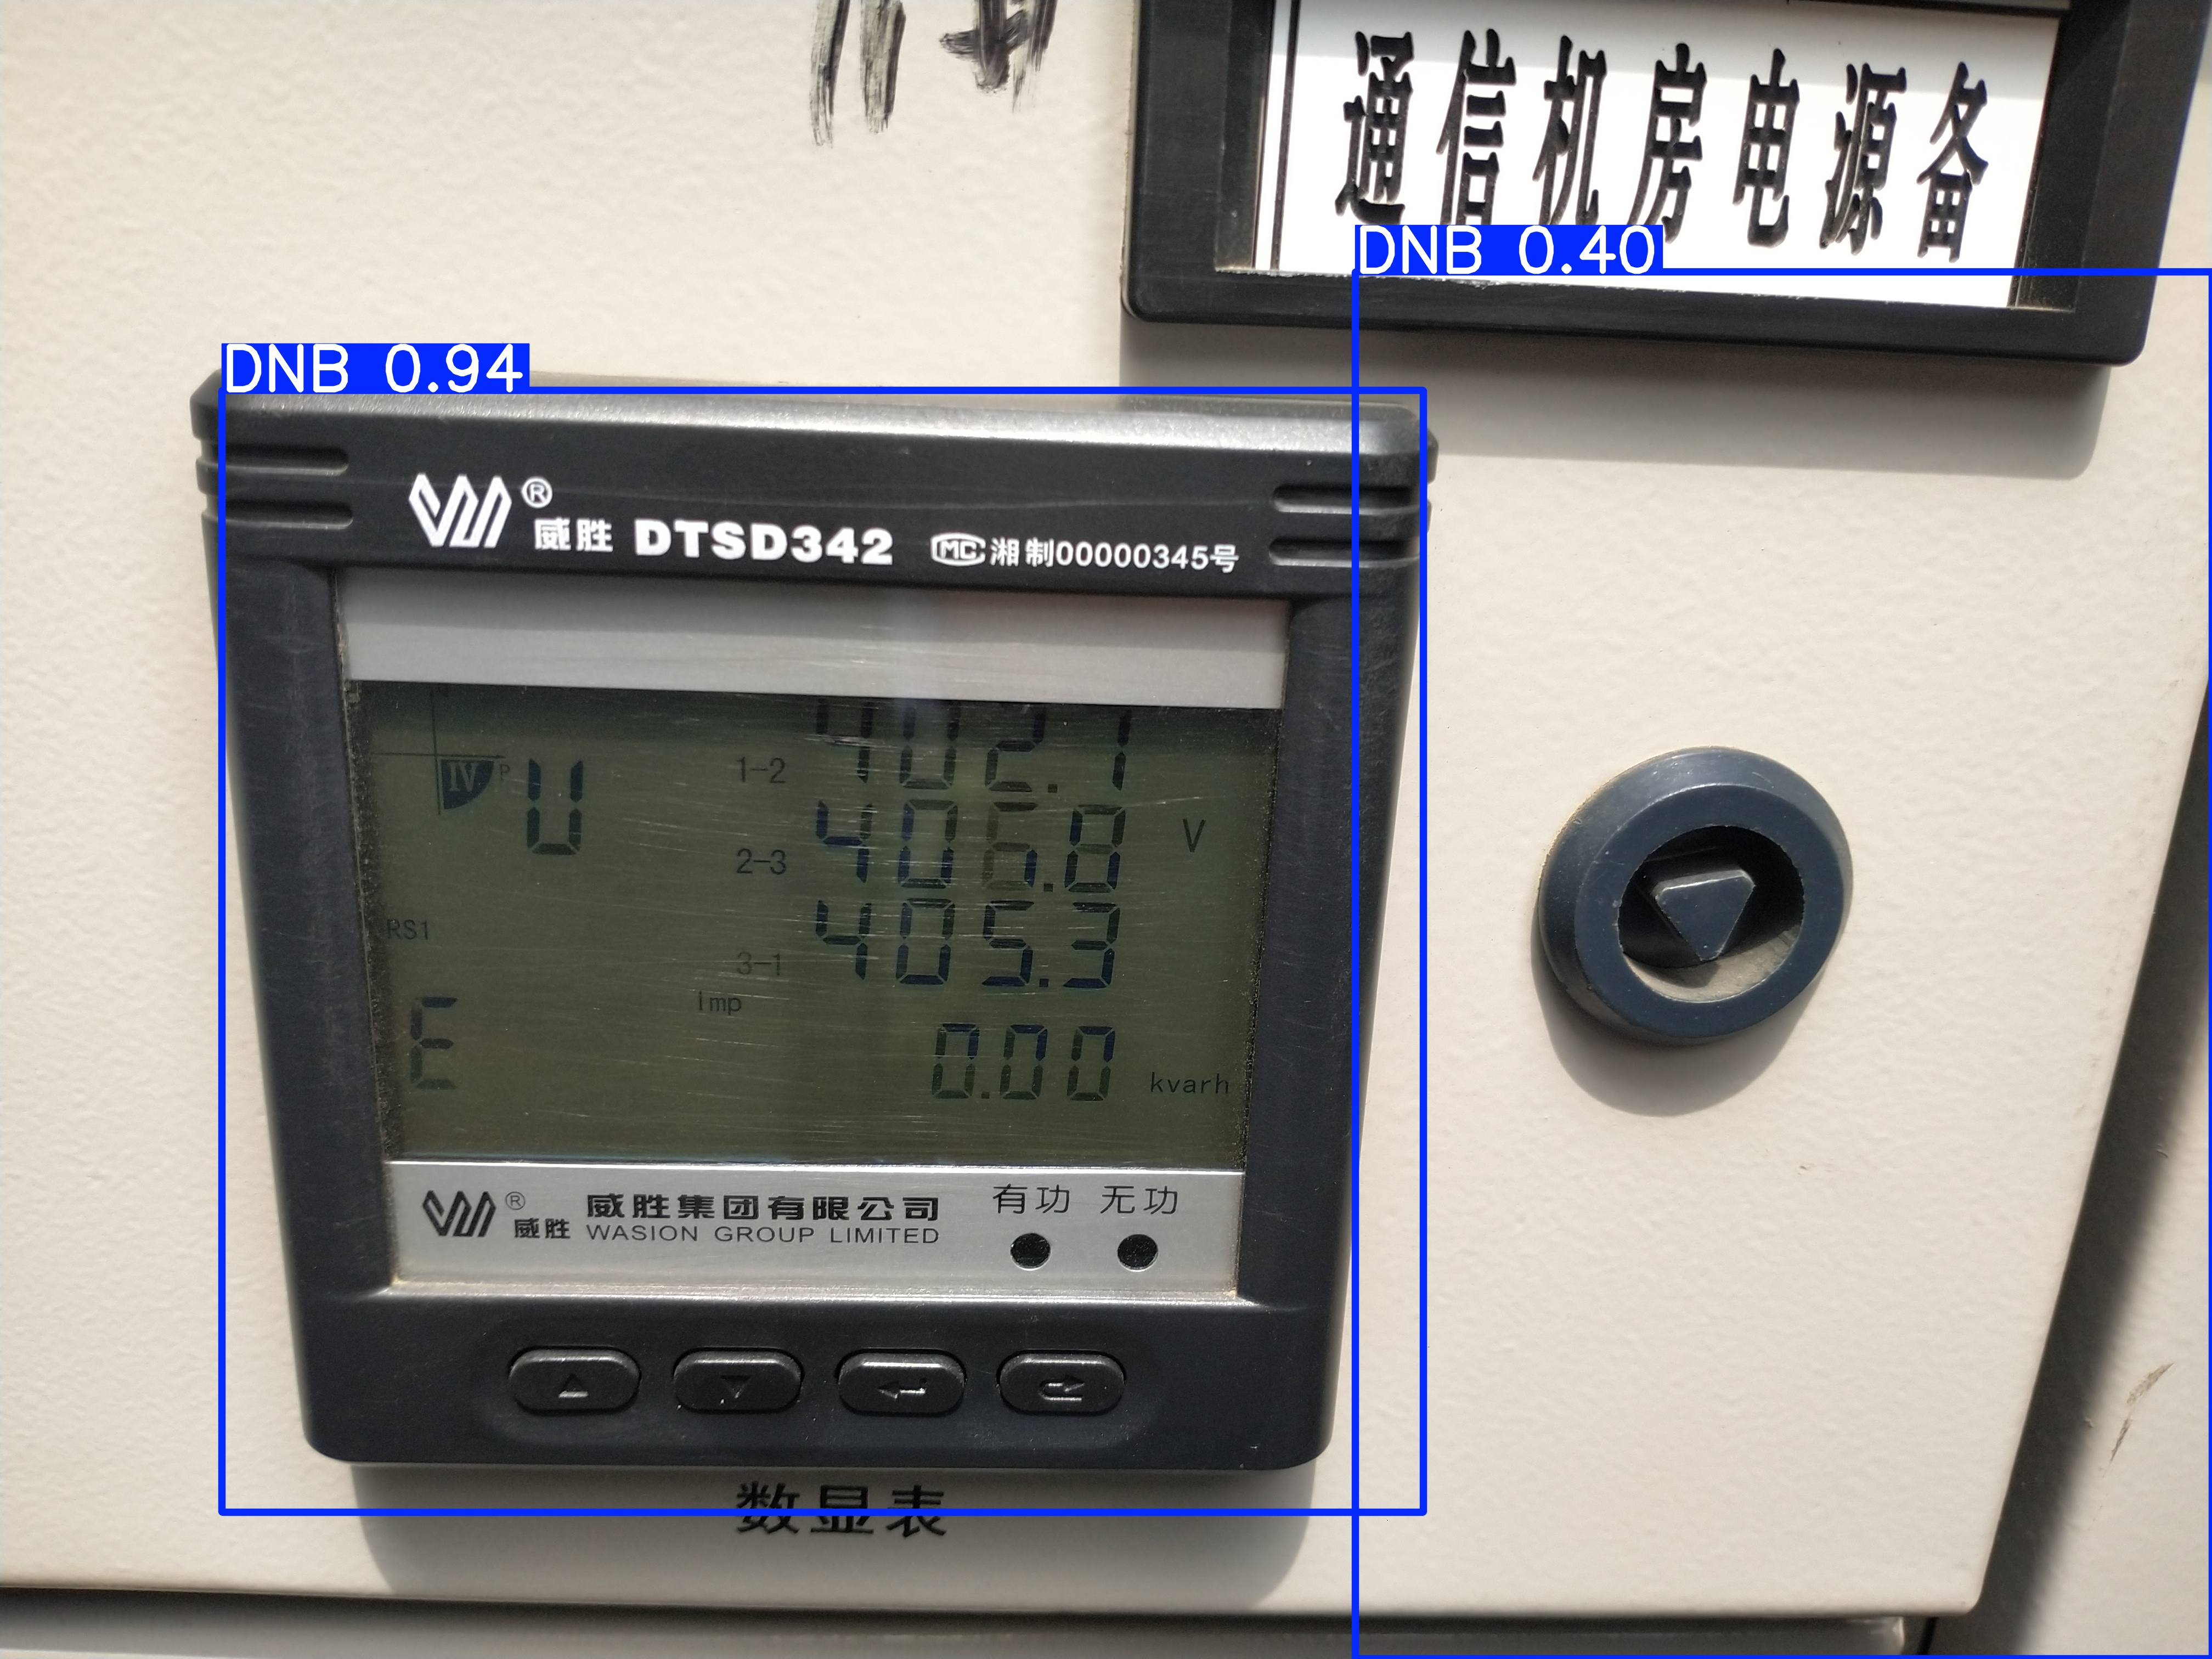 通信机房电源备
DNB 0.40
DNB 0.94
威胜 DTSD342 MC 湘制00000345号
1-2 402.1
IV P U
2-3 V
RS1
3-1 405.3
Imp
E 0.00 kvarh
威胜 威胜集团有限公司 有功 无功
WASION GROUP LIMITED
数显表